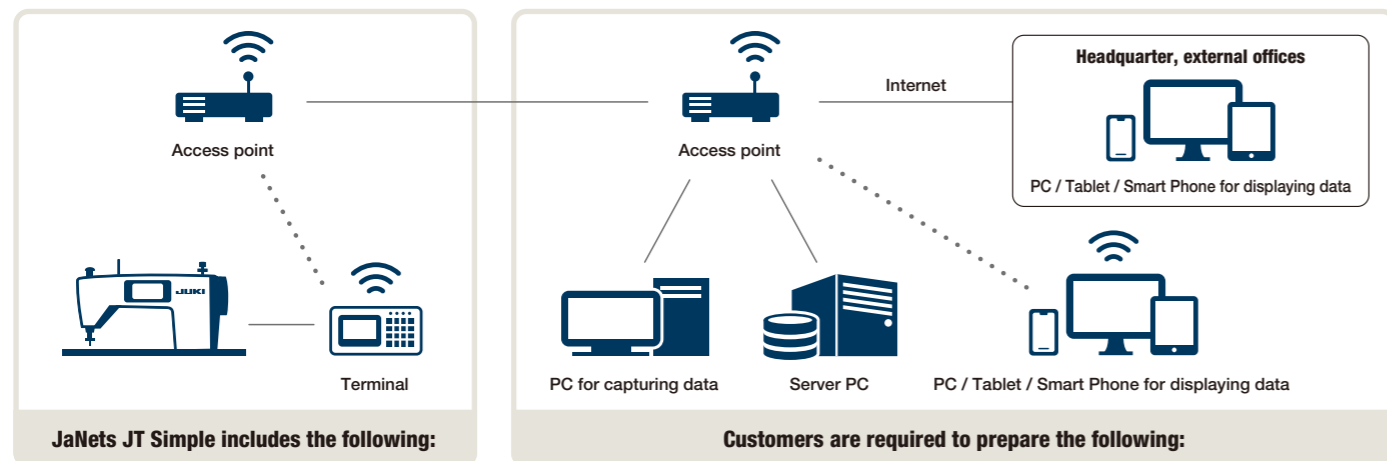 Access point
JUKI
Terminal
JaNets JT Simple includes the following:
Access point
Internet
Headquarter, external offices
PC / Tablet / Smart Phone for displaying data
PC for capturing data
Server PC
PC / Tablet / Smart Phone for displaying data
Customers are required to prepare the following: